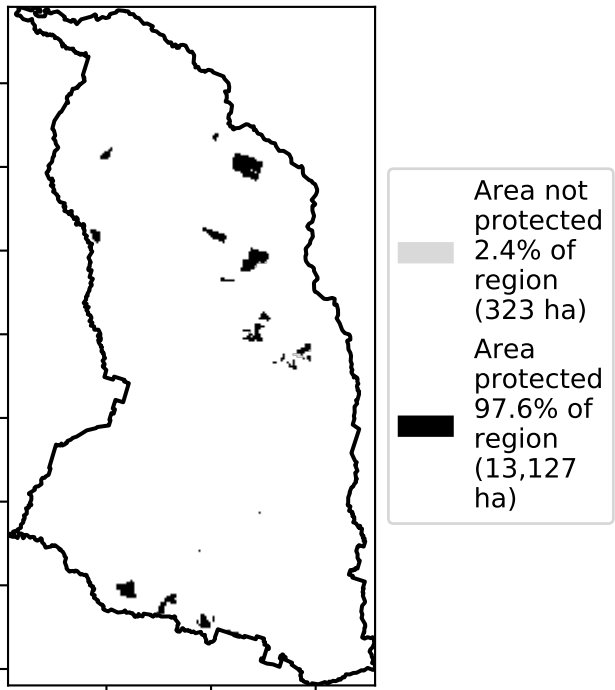 Area not
protected
2.4% of
region
(323 ha)
Area
protected
97.6% of
region
(13,127
ha)